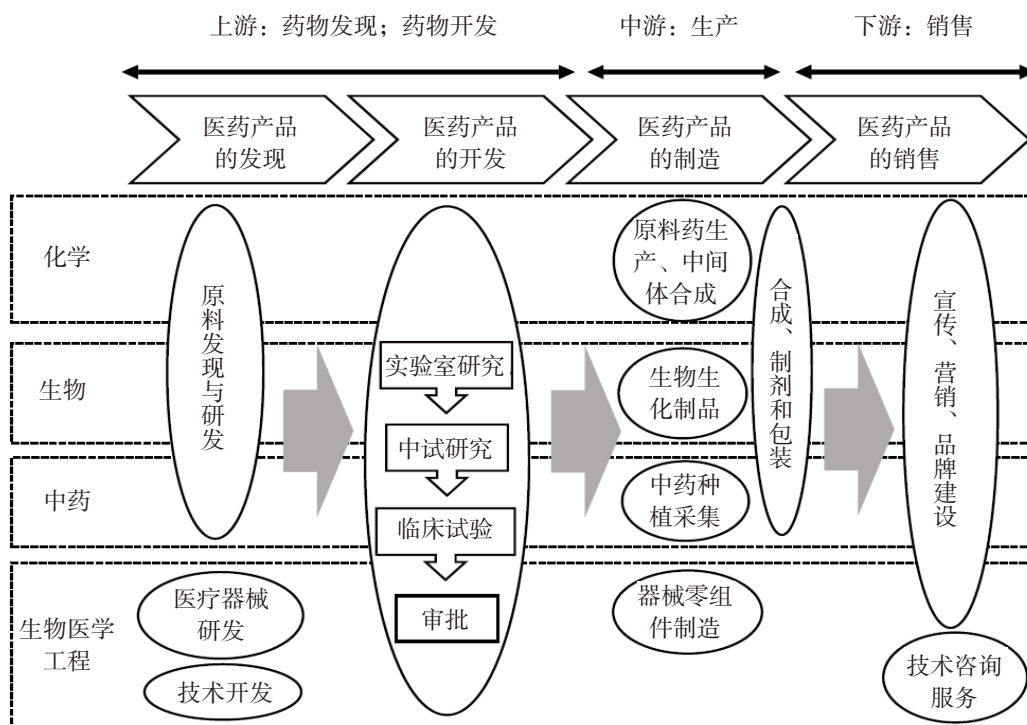 上游：药物发现；药物开发
中游：生产
下游：销售
医药产品
的发现
医药产品
的开发
医药产品
的制造
医药产品
的销售
化学
生物
中药
生物医学
工程
原料发现与研发
医疗器械
研发
技术开发
实验室研究
中试研究
临床试验
审批
原料药生
产、中间
体合成
生物生
化制品
中药种
植采集
器械零组
件制造
合成、制剂和包装
宣传、营销、品牌建设
技术咨询
服务